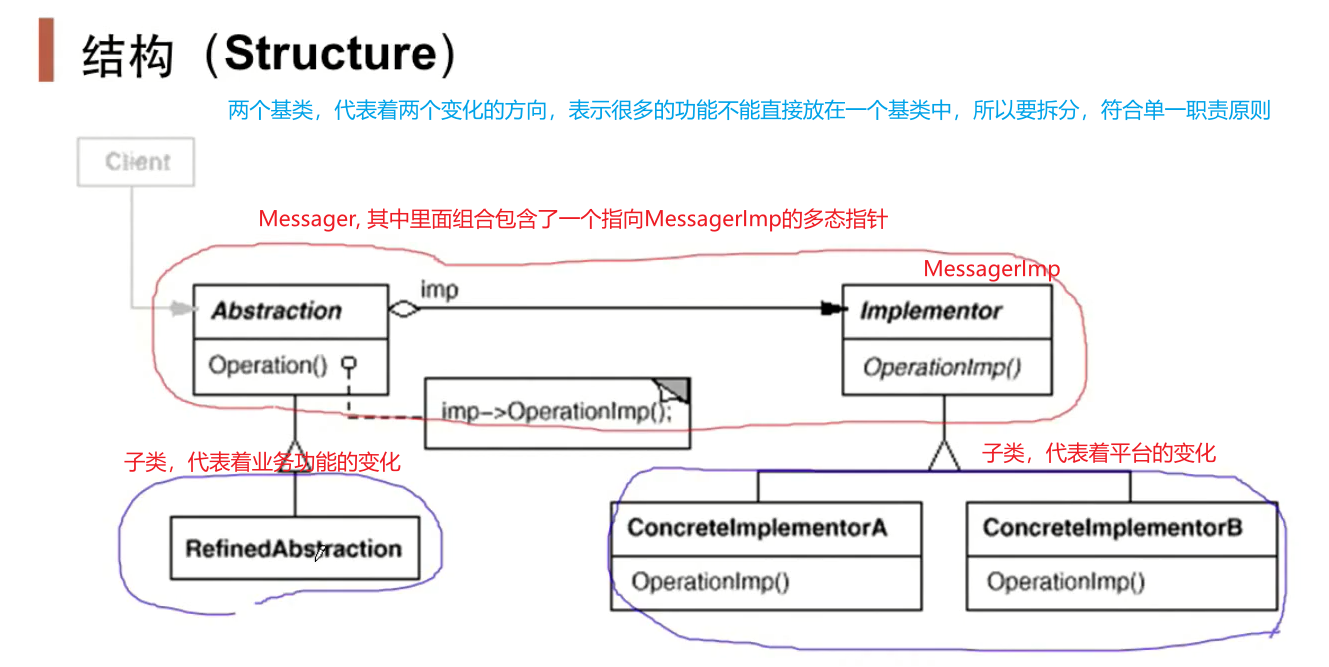 结构（Structure）
两个基类，代表着两个变化的方向，表示很多的功能不能直接放在一个基类中，所以要拆分，符合单一职责原则
Client
Messager, 其中里面组合包含了一个指向MessagerImp的多态指针
MessagerImp
imp
Abstraction
Implementor
Operation()
OperationImp()
imp->OperationImp();
子类，代表着业务功能的变化
子类，代表着平台的变化
RefinedAbstraction
ConcreteImplementorA
ConcreteImplementorB
OperationImp()
OperationImp()